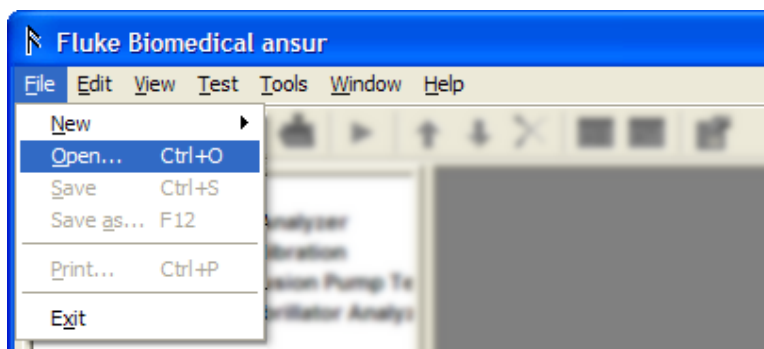 Fluke Biomedical ansur
File Edit View Test Tools Window Help
New
Open... Ctrl+O
Save Ctrl+S
Save as... F12
Analyzer
Print... Ctrl+P
Exit